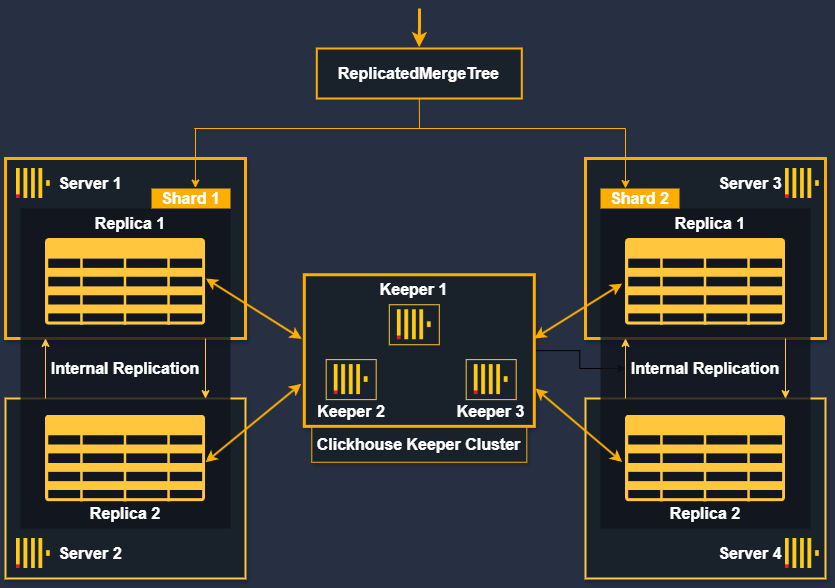 ReplicatedMergeTree
Server 1
Shard 1
Replica 1
Server 3
Shard 2
Replica 1
Keeper 1
Keeper 2
Keeper 3
Clickhouse Keeper Cluster
Internal Replication
Internal Replication
Replica 2
Server 2
Replica 2
Server 4